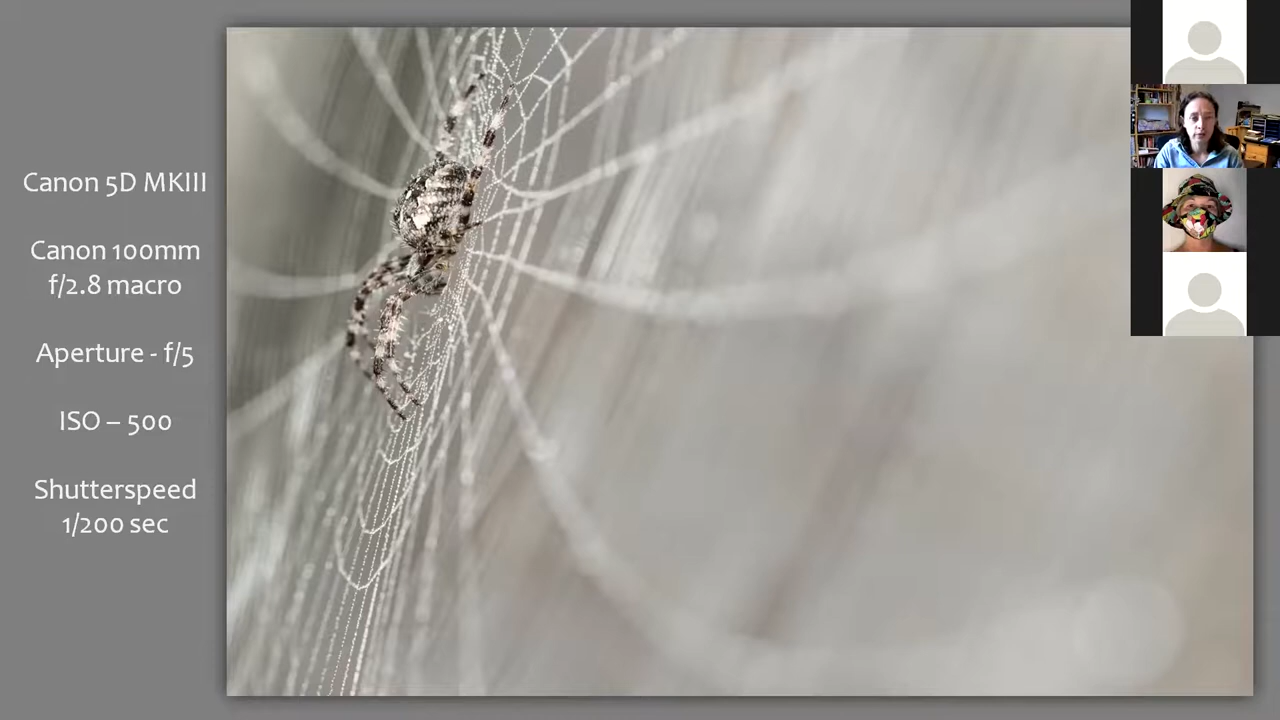 Canon 5D MKIII
Canon 100mm
f/2.8 macro
Aperture - f/5
ISO – 500
Shutterspeed
1/200 sec